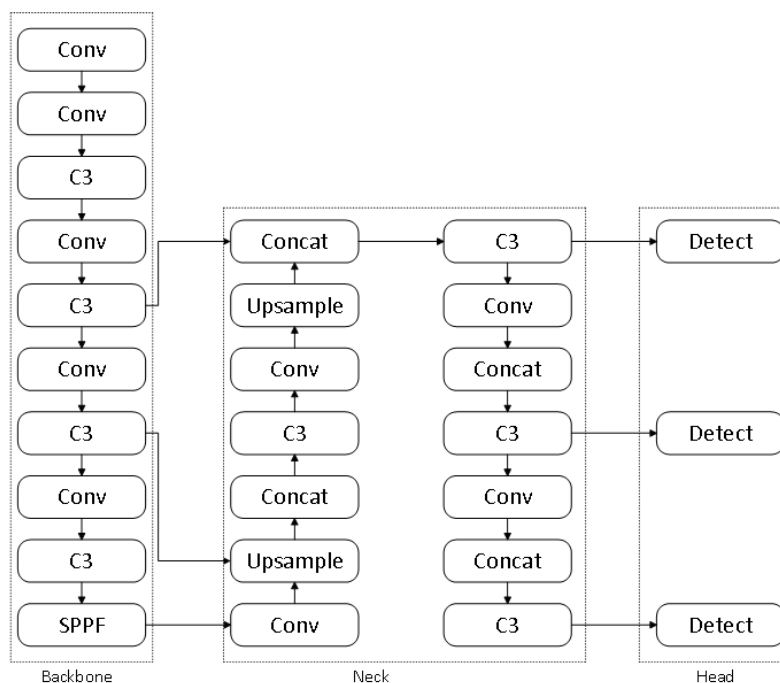 Conv
Conv
C3
Conv
C3
Conv
C3
Conv
C3
SPPF
Backbone
Concat
Upsample
Conv
C3
Concat
Upsample
Conv
C3
Conv
Concat
C3
Conv
Concat
C3
Neck
Detect
Detect
Detect
Head